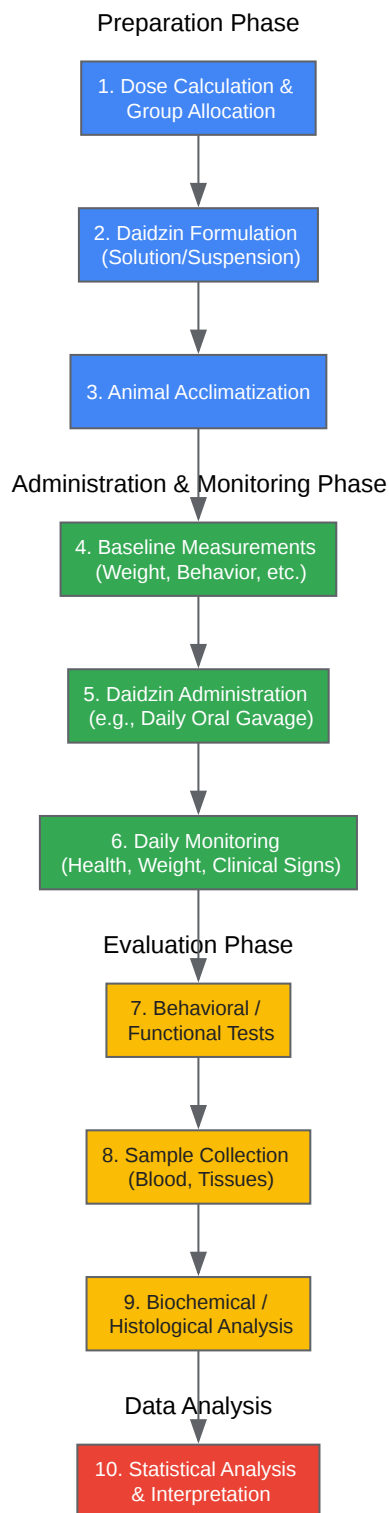 Preparation Phase
1. Dose Calculation &
Group Allocation
2. Daidzin Formulation
(Solution/Suspension)
3. Animal Acclimatization
Administration & Monitoring Phase
4. Baseline Measurements
(Weight, Behavior, etc.)
5. Daidzin Administration
(e.g., Daily Oral Gavage)
6. Daily Monitoring
(Health, Weight, Clinical Signs)
Evaluation Phase
7. Behavioral /
Functional Tests
8. Sample Collection
(Blood, Tissues)
9. Biochemical /
Histological Analysis
Data Analysis
10. Statistical Analysis
& Interpretation